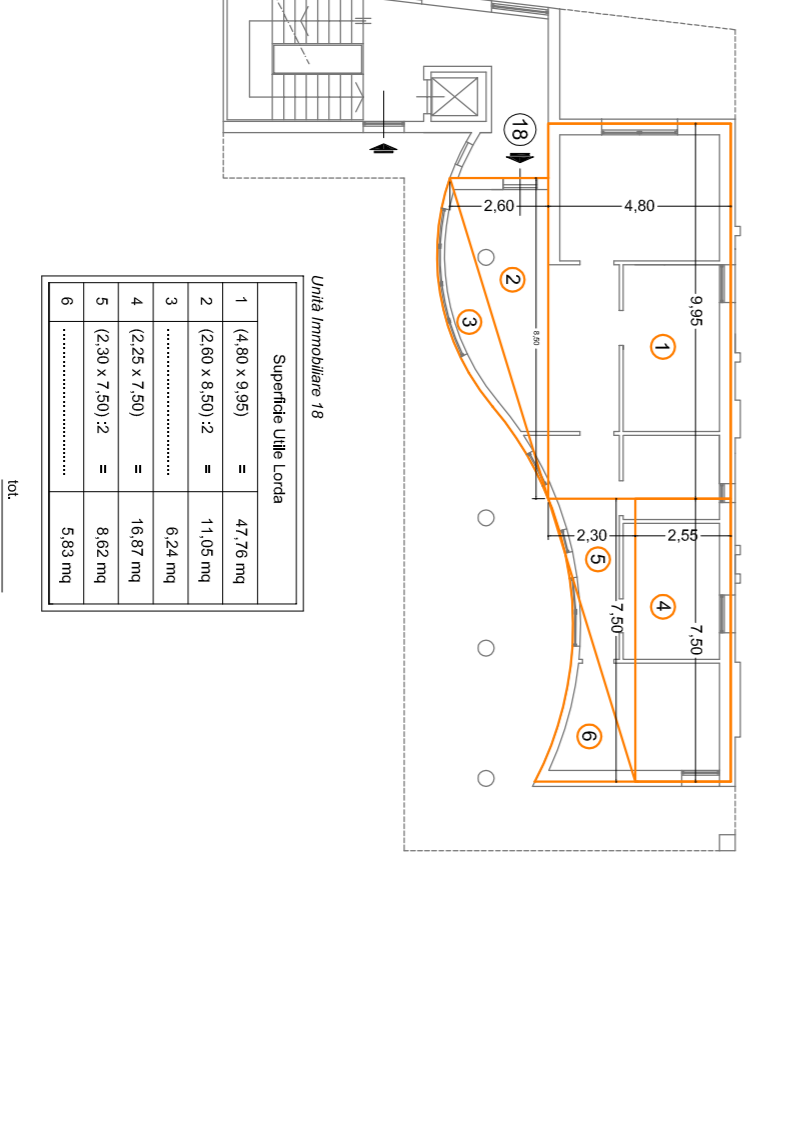 18
2,60
4,80
9,95
8,50
1
2
3
2,30
2,55
5
4
7,50
7,50
6
Unità Immobiliare 18
Superficie Utile Lorda
1 (4,80 x 9,95) = 47,76 mq
2 (2,60 x 8,50) :2 = 11,05 mq
3 ................................. 6,24 mq
4 (2,25 x 7,50) = 16,87 mq
5 (2,30 x 7,50) :2 = 8,62 mq
6 ................................. 5,83 mq
tot.